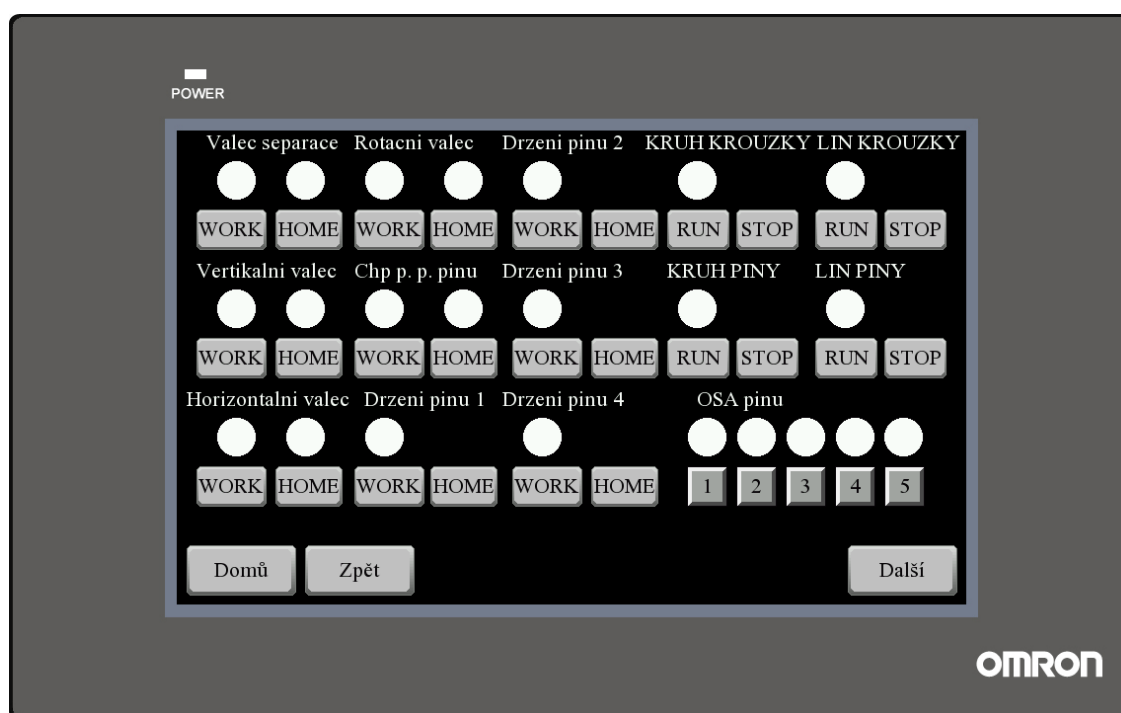 POWER
Valec separace Rotacni valec Drzeni pinu 2 KRUH KROUZKY LIN KROUZKY
WORK HOME WORK HOME WORK HOME RUN STOP RUN STOP
Vertikalni valec Chp p. p. pinu Drzeni pinu 3 KRUH PINY LIN PINY
WORK HOME WORK HOME WORK HOME RUN STOP RUN STOP
Horizontalni valec Drzeni pinu 1 Drzeni pinu 4 OSA pinu
WORK HOME WORK HOME WORK HOME 1 2 3 4 5
Domů Zpět Další
OMRON